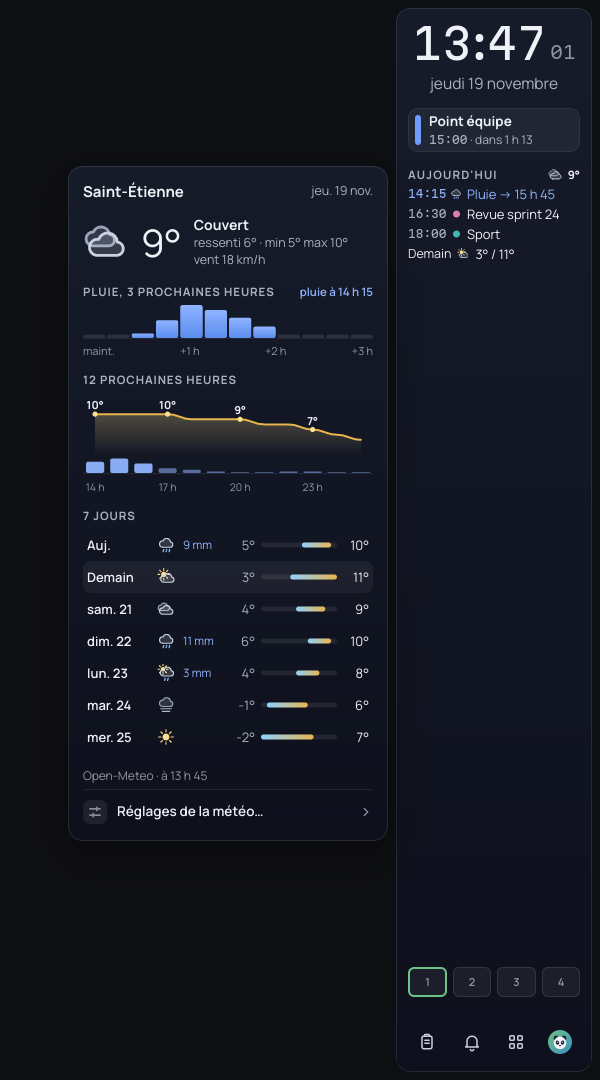 13:47 01
jeudi 19 novembre
Point équipe
15:00 · dans 1 h 13
AUJOURD'HUI 9°
14:15 Pluie → 15 h 45
16:30 Revue sprint 24
18:00 Sport
Demain 3° / 11°
Saint-Étienne jeu. 19 nov.
9° Couvert
ressenti 6° · min 5° max 10°
vent 18 km/h
PLUIE, 3 PROCHAINES HEURES pluie à 14 h 15
maint. +1 h +2 h +3 h
12 PROCHAINES HEURES
10° 10° 9° 7°
14 h 17 h 20 h 23 h
7 JOURS
Auj. 9 mm 5° 10°
Demain 3° 11°
sam. 21 4° 9°
dim. 22 11 mm 6° 10°
lun. 23 3 mm 4° 8°
mar. 24 -1° 6°
mer. 25 -2° 7°
Open-Meteo · à 13 h 45
Réglages de la météo…
1 2 3 4